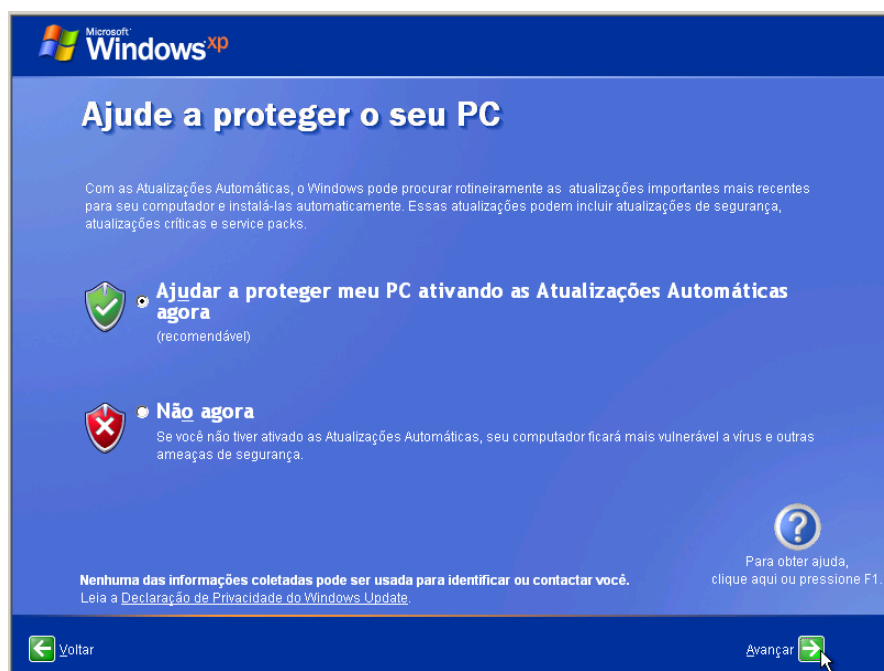 Microsoft
Windows xp
Ajude a proteger o seu PC
Com as Atualizações Automáticas, o Windows pode procurar rotineiramente as atualizações importantes mais recentes
para seu computador e instalá-las automaticamente. Essas atualizações podem incluir atualizações de segurança,
atualizações críticas e service packs.
Ajudar a proteger meu PC ativando as Atualizações Automáticas
agora
(recomendável)
Não agora
Se você não tiver ativado as Atualizações Automáticas, seu computador ficará mais vulnerável a vírus e outras
ameaças de segurança.
Para obter ajuda,
clique aqui ou pressione F1.
Nenhuma das informações coletadas pode ser usada para identificar ou contactar você.
Leia a Declaração de Privacidade do Windows Update.
Voltar
Avançar